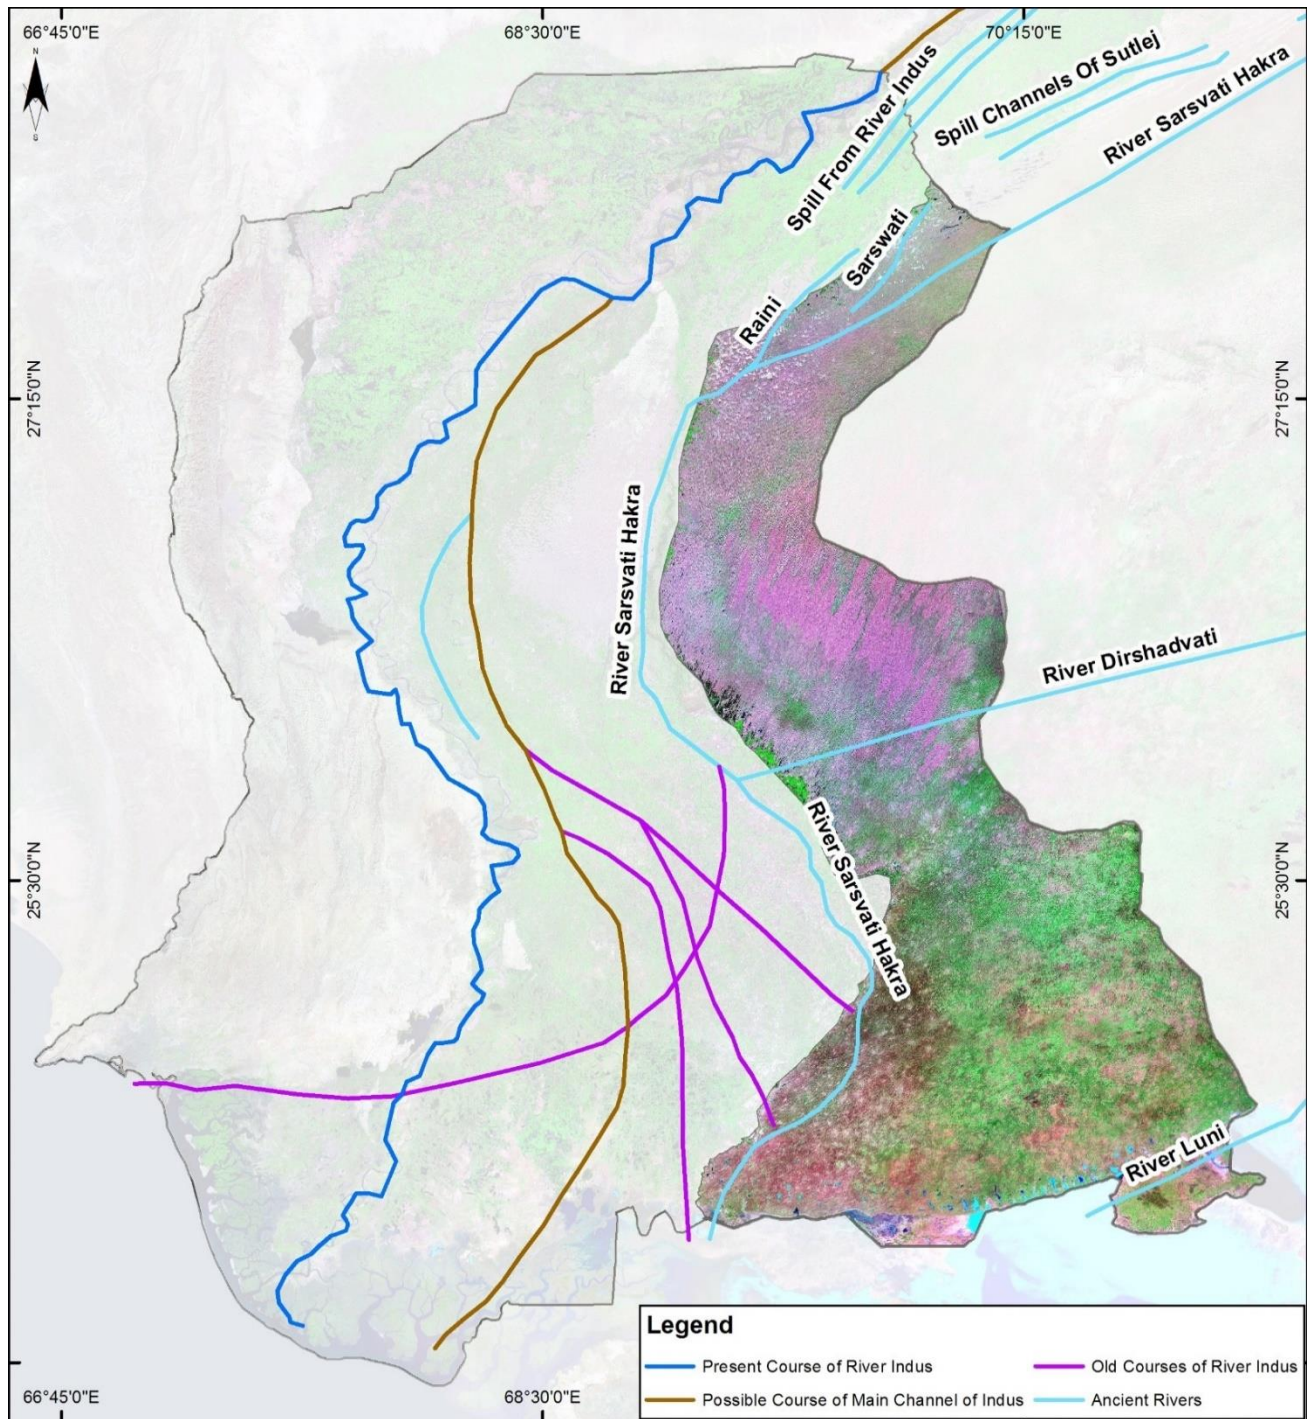 66°45'0"E
68°30'0"E
70°15'0"E
N
S
Spill From River Indus
Spill Channels Of Sutlej
River Sarsvati Hakra
Sarswati
Raini
27°15'0"N
27°15'0"N
River Sarsvati Hakra
River Dirshadvati
River Sarsvati Hakra
25°30'0"N
25°30'0"N
River Luni
Legend
Present Course of River Indus
Old Courses of River Indus
Possible Course of Main Channel of Indus
Ancient Rivers
66°45'0"E
68°30'0"E